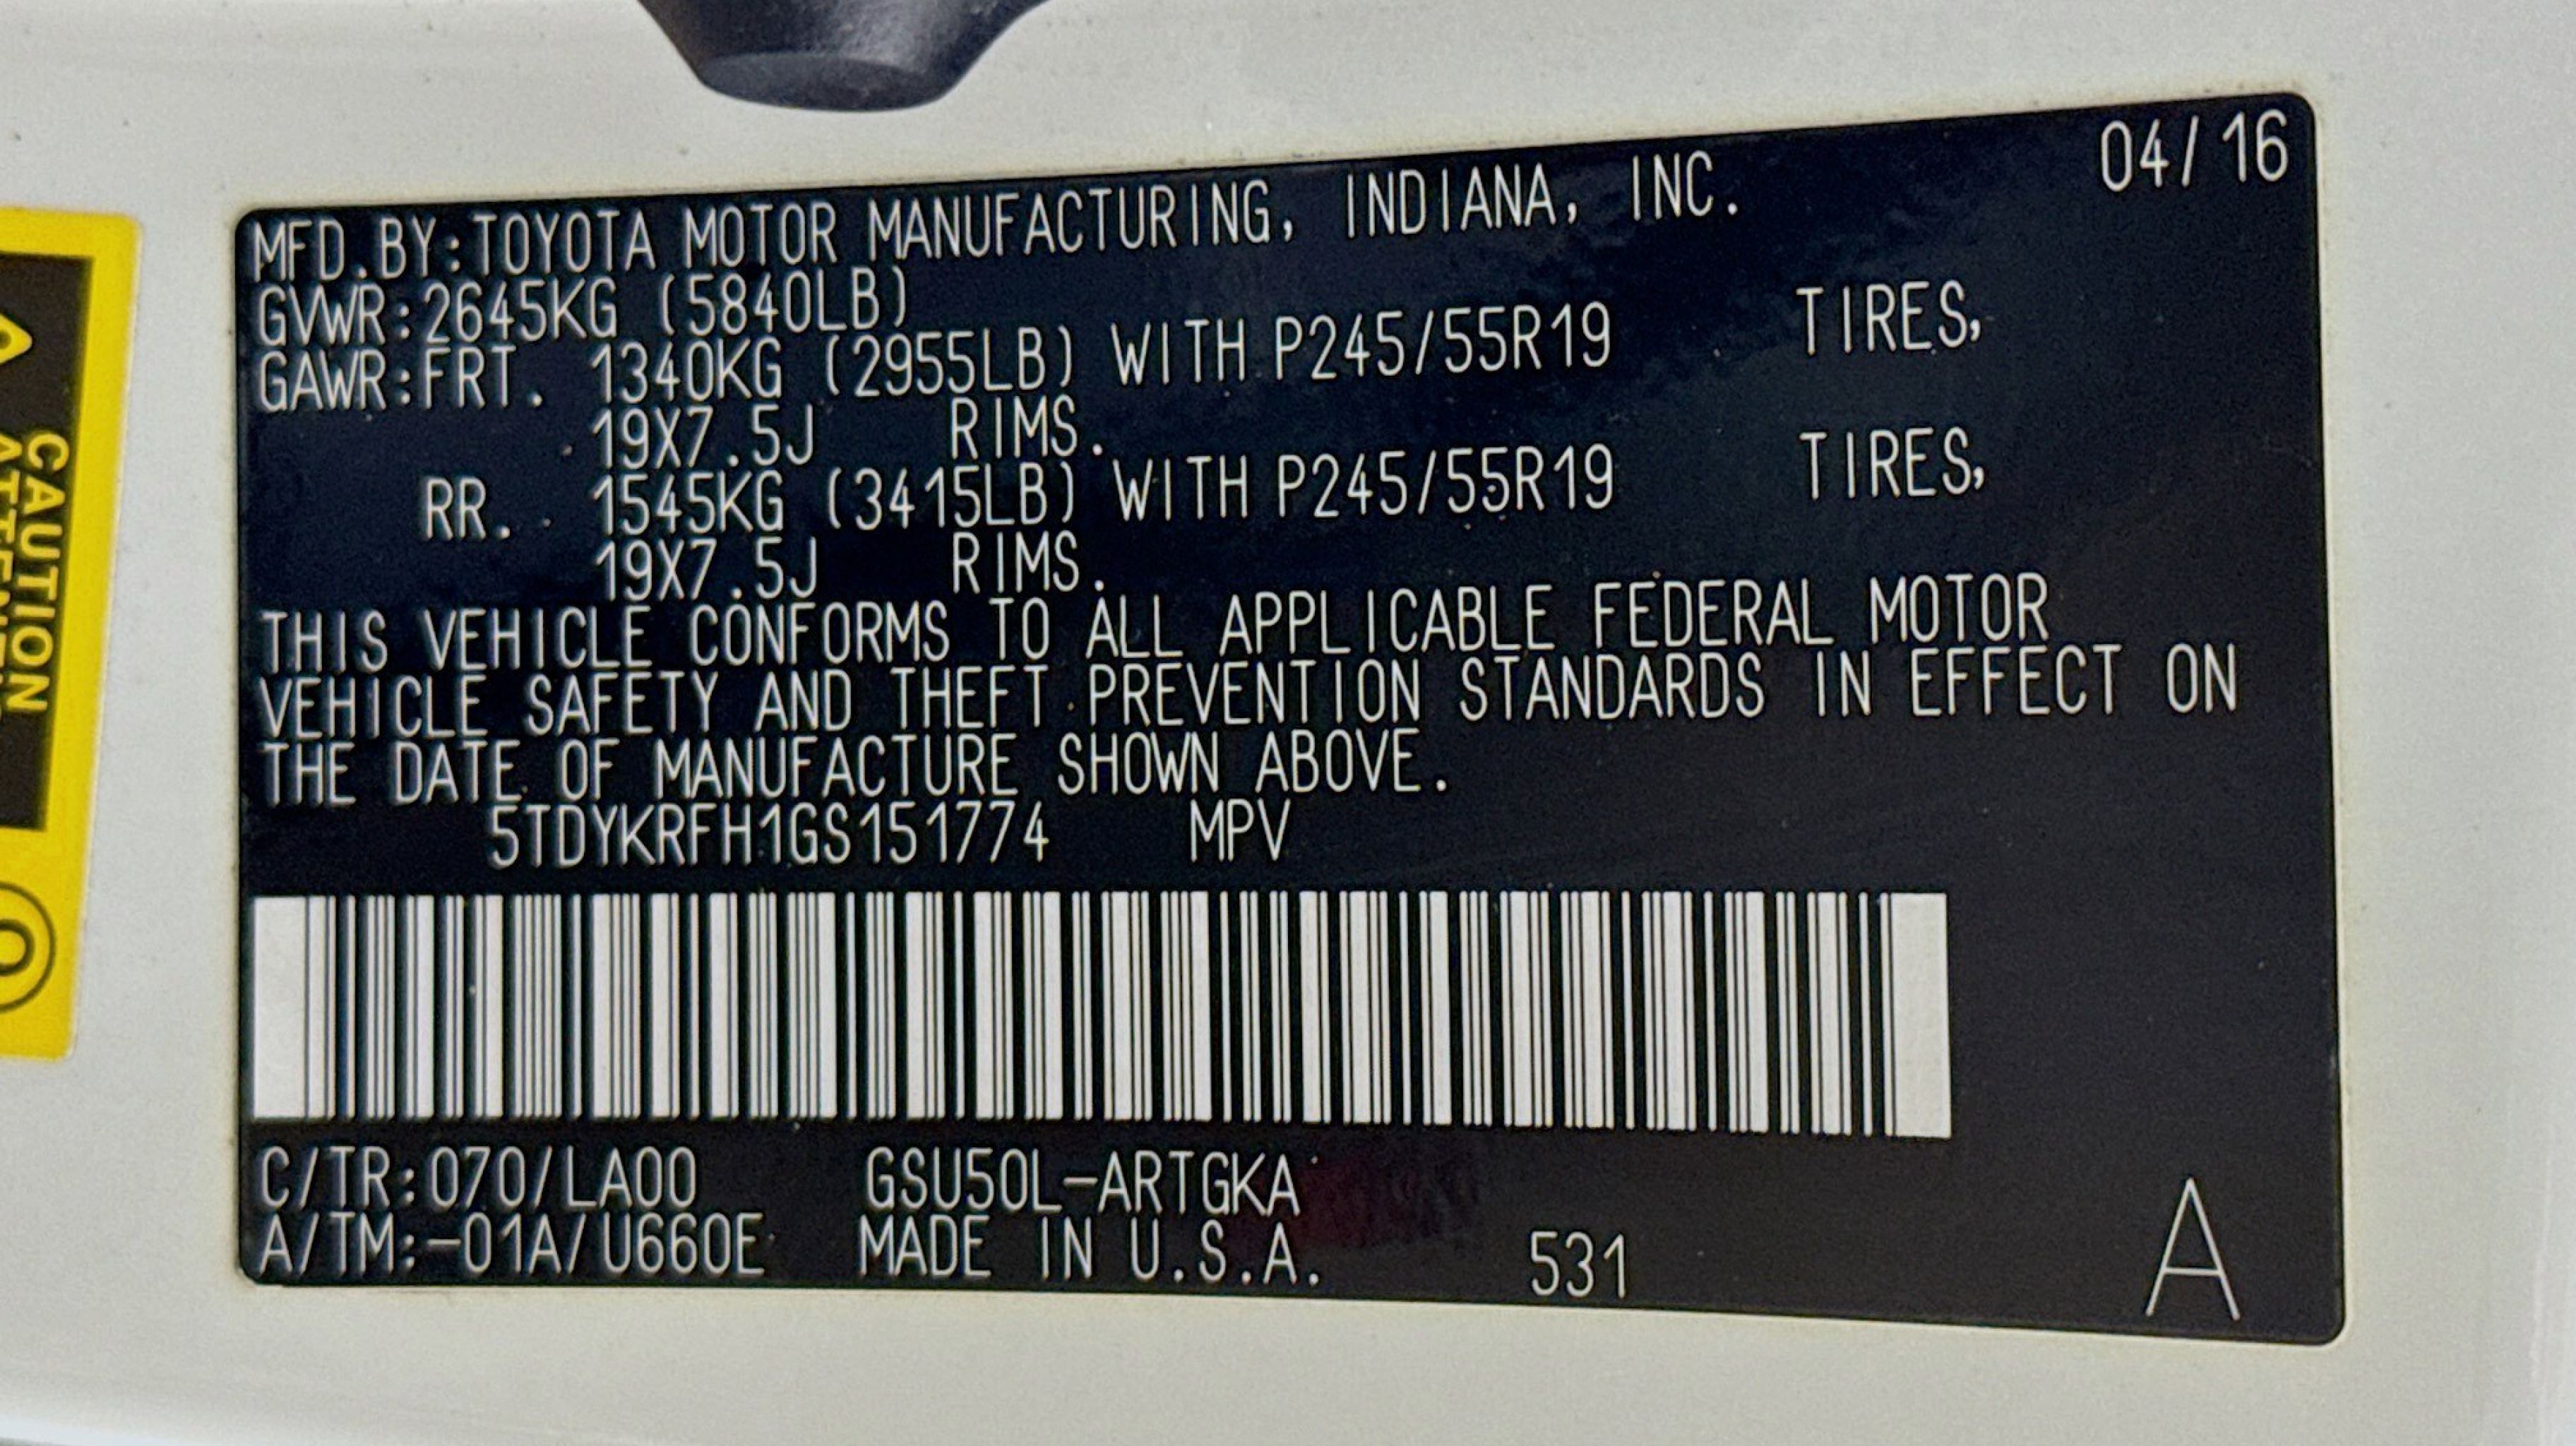 04/16
MFD.BY:TOYOTA MOTOR MANUFACTURING, INDIANA, INC.
GVWR:2645KG (5840LB)
GAWR:FRT. 1340KG (2955LB) WITH P245/55R19 TIRES,
19X7.5J RIMS.
RR. 1545KG (3415LB) WITH P245/55R19 TIRES,
19X7.5J RIMS.
THIS VEHICLE CONFORMS TO ALL APPLICABLE FEDERAL MOTOR
VEHICLE SAFETY AND THEFT PREVENTION STANDARDS IN EFFECT ON
THE DATE OF MANUFACTURE SHOWN ABOVE.
5TDYKRFH1GS151774 MPV
C/TR:070/LA00 GSU50L-ARTGKA
A/TM:-01A/U660E MADE IN U.S.A. 531
A
CAUTION